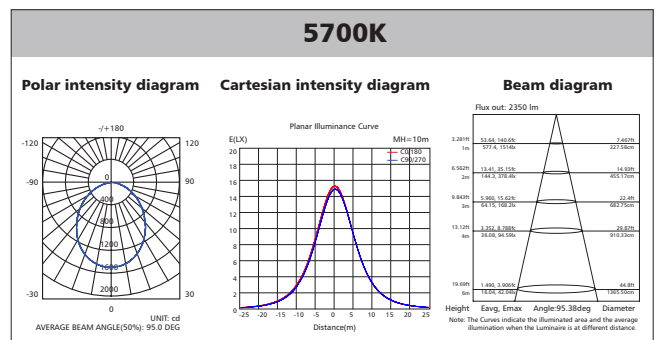 5700K
Polar intensity diagram
-/+180
-120
120
-90
90
0
400
800
1200
1600
2000
-30
30
0
UNIT: cd
AVERAGE BEAM ANGLE(50%): 95.0 DEG
Cartesian intensity diagram
Planar Illuminance Curve
E(LX)
MH=10m
C0/180
C90/270
20
18
16
14
12
10
8
6
4
2
0
-25 -20 -15 -10 -5 0 5 10 15 20 25
Distance(m)
Beam diagram
Flux out: 2350 lm
3.281ft 53.64, 140.6fc 7.467ft
1m 577.4, 1514lx 227.58cm
6.562ft 13.41, 35.15fc 14.93ft
2m 144.3, 378.4lx 455.17cm
9.843ft 5.960, 15.62fc 22.4ft
3m 64.15, 168.2lx 682.75cm
13.12ft 3.352, 8.788fc 29.87ft
4m 36.08, 94.59lx 910.33cm
19.69ft 1.490, 3.906fc 44.8ft
6m 16.04, 42.04lx 1365.50cm
Height Eavg, Emax Angle:95.38deg Diameter
Note: The Curves indicate the illuminated area and the average
illumination when the Luminaire is at different distance.